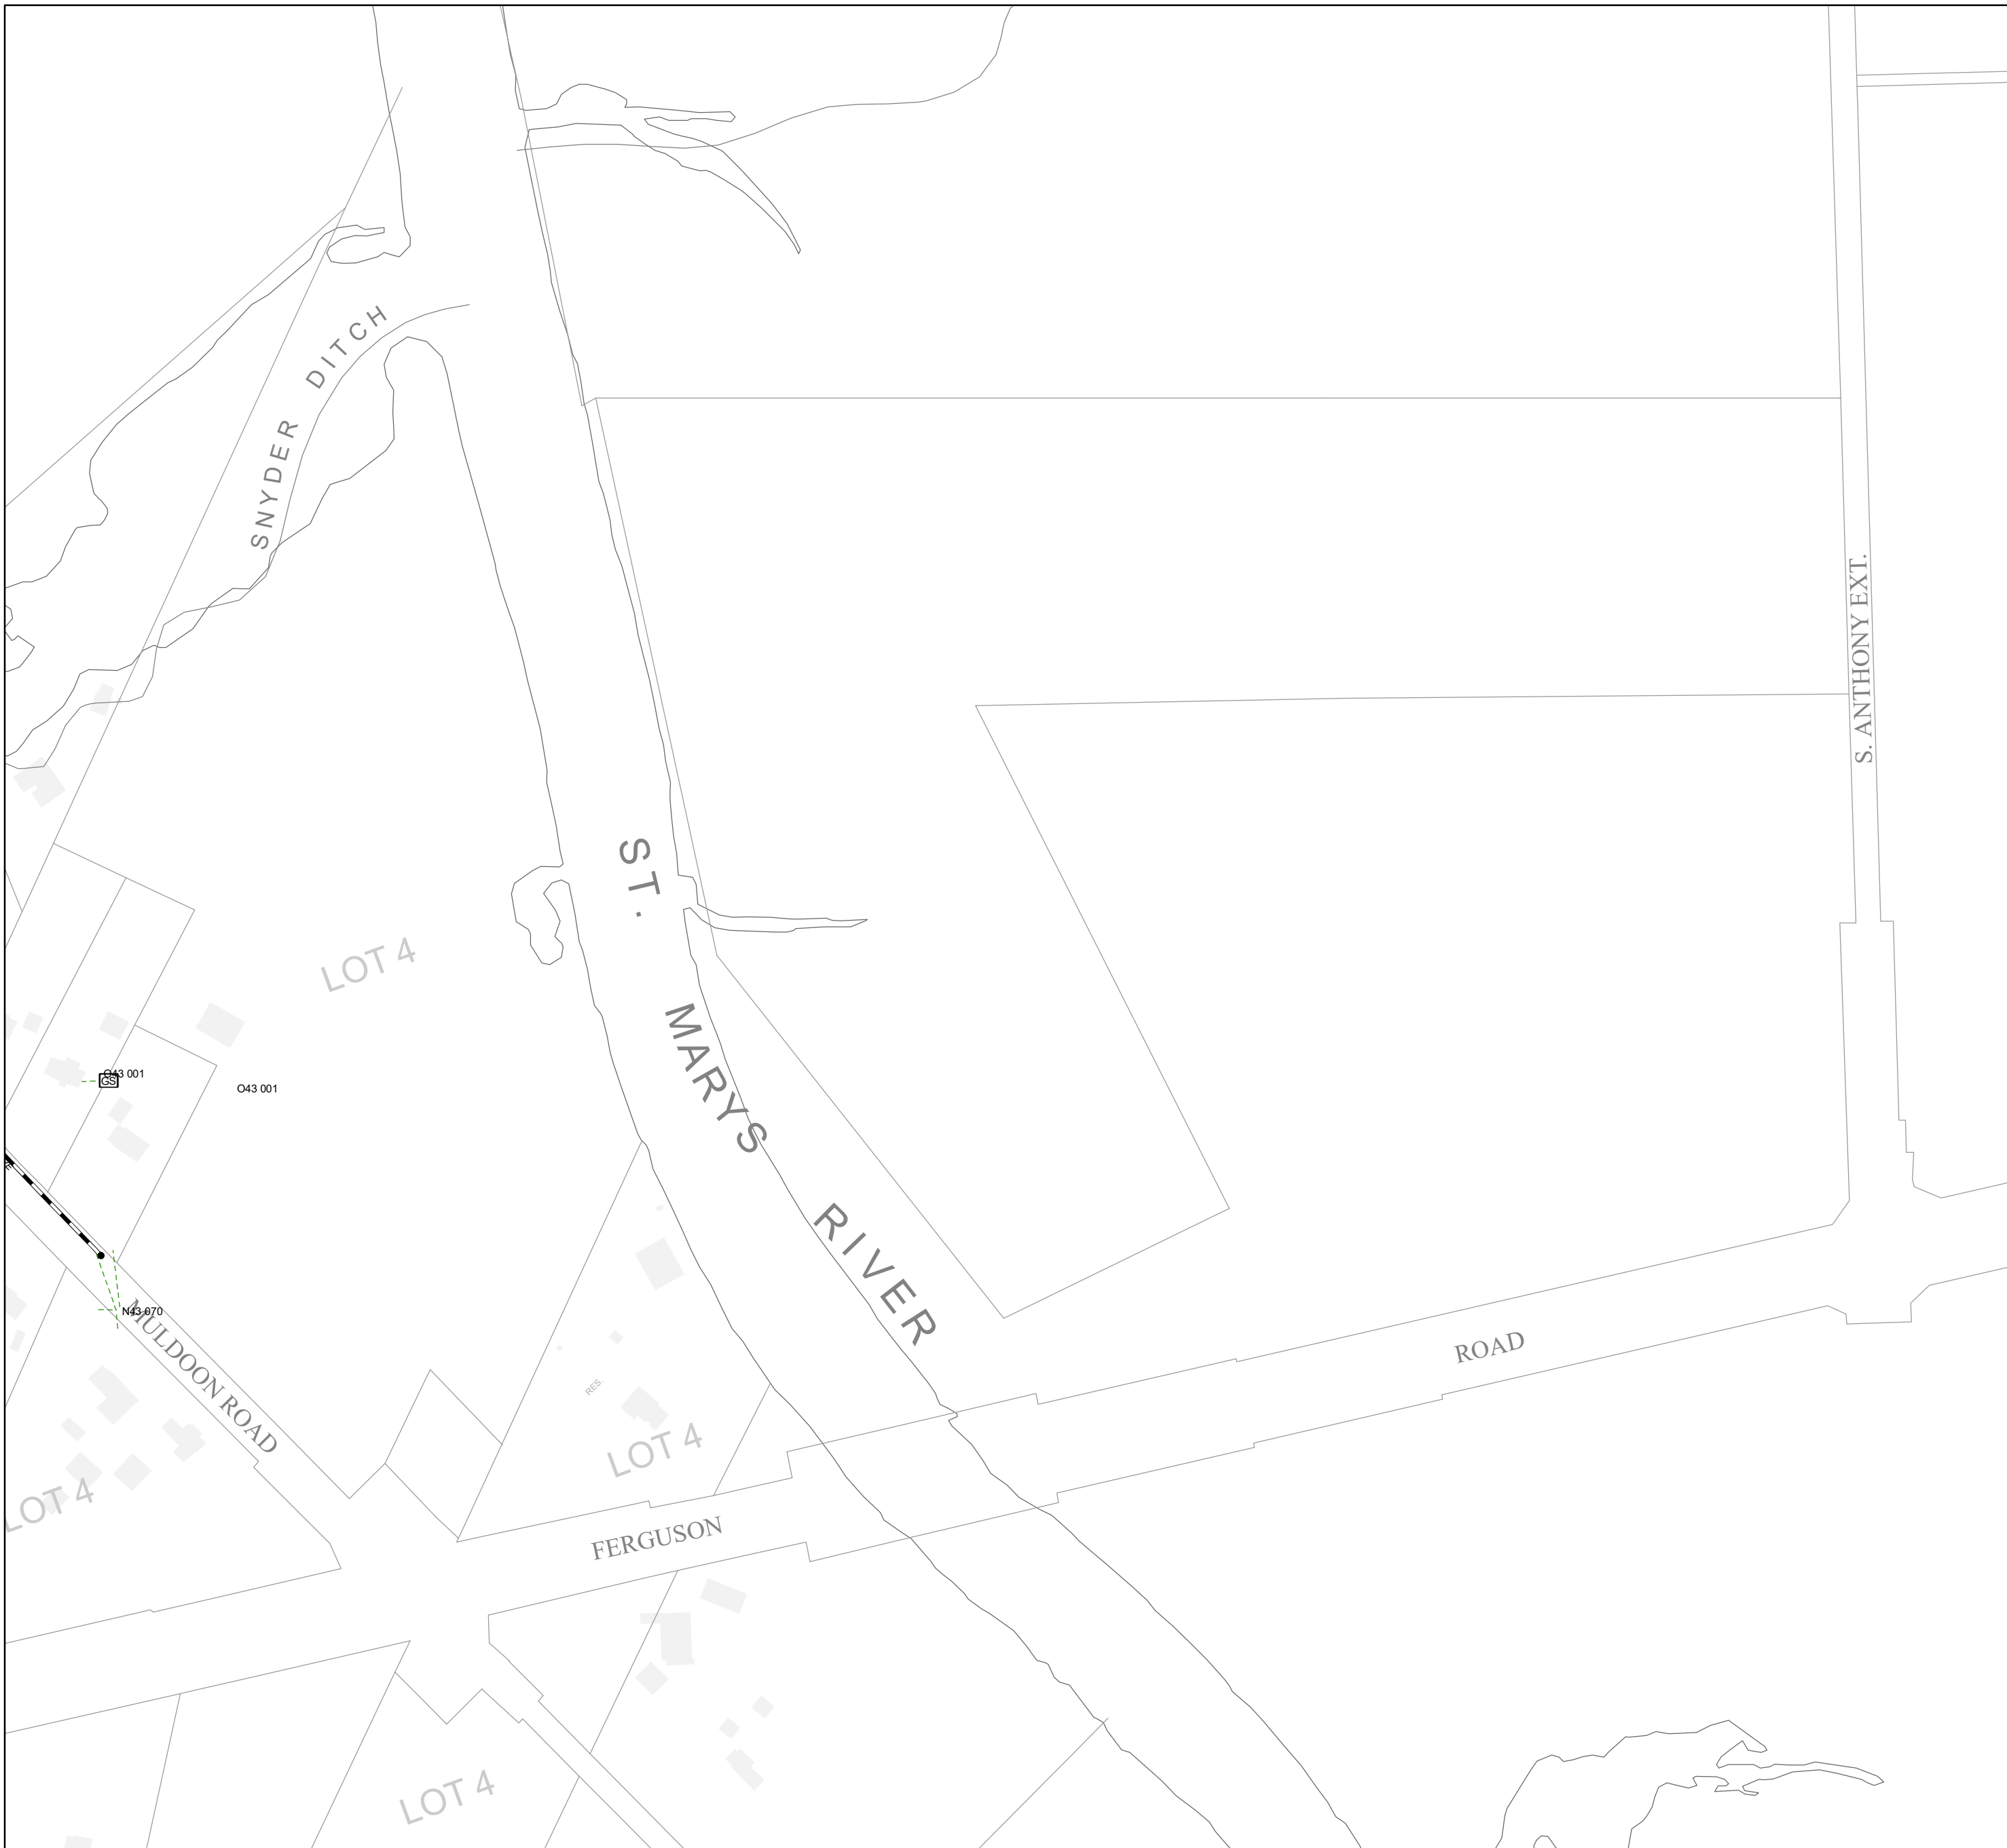 SNYDER DITCH
S. ANTHONY EXT.
ST. MARYS RIVER
LOT 4
O43 001
GS
O43 001
N43 070
MULDOON ROAD
RES.
LOT 4
ROAD
LOT 4
FERGUSON
LOT 4